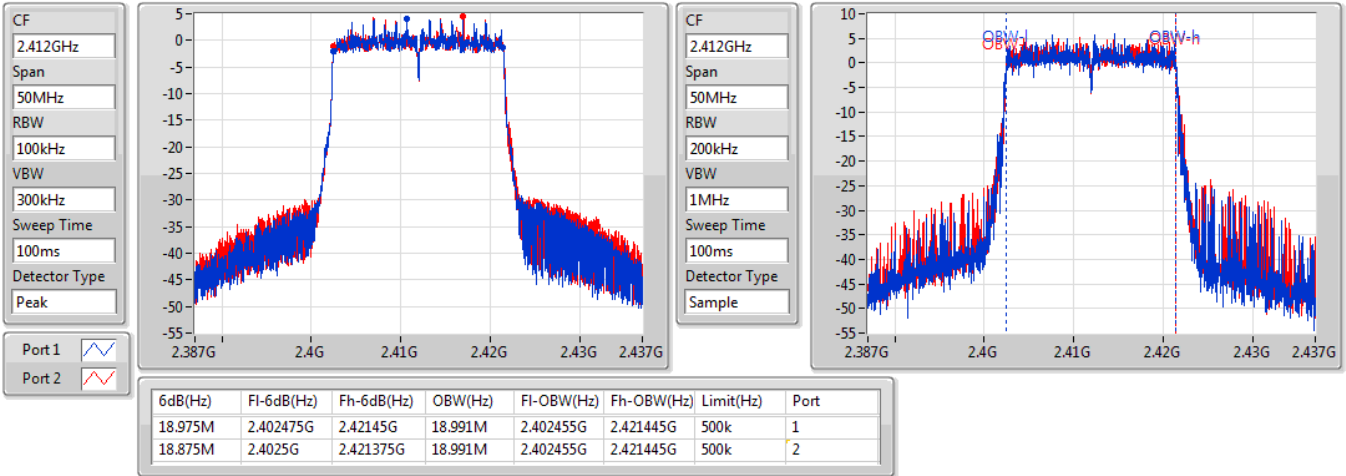 CF
2.412GHz
Span
50MHz
RBW
100kHz
VBW
300kHz
Sweep Time
100ms
Detector Type
Peak
Port 1
Port 2
5
0
-5
-10
-15
-20
-25
-30
-35
-40
-45
-50
-55
2.387G 2.4G 2.41G 2.42G 2.43G 2.437G
CF
2.412GHz
Span
50MHz
RBW
200kHz
VBW
1MHz
Sweep Time
100ms
Detector Type
Sample
10
5
0
-5
-10
-15
-20
-25
-30
-35
-40
-45
-50
-55
OBW-l OBW-h
2.387G 2.4G 2.41G 2.42G 2.43G 2.437G
6dB(Hz) Fl-6dB(Hz) Fh-6dB(Hz) OBW(Hz) Fl-OBW(Hz) Fh-OBW(Hz) Limit(Hz) Port
18.975M 2.402475G 2.42145G 18.991M 2.402455G 2.421445G 500k 1
18.875M 2.4025G 2.421375G 18.991M 2.402455G 2.421445G 500k 2